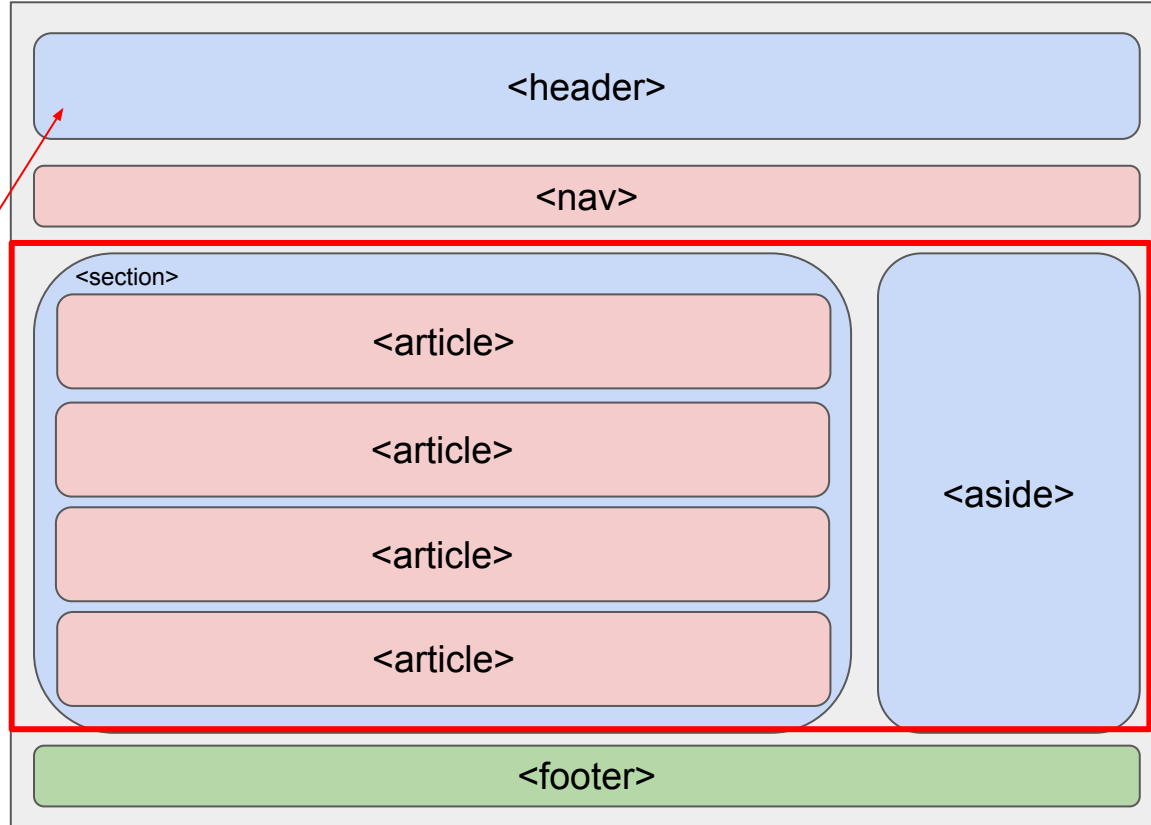 <header>
<nav>
<section>
<article>
<article>
<article>
<article>
<aside>
<footer>